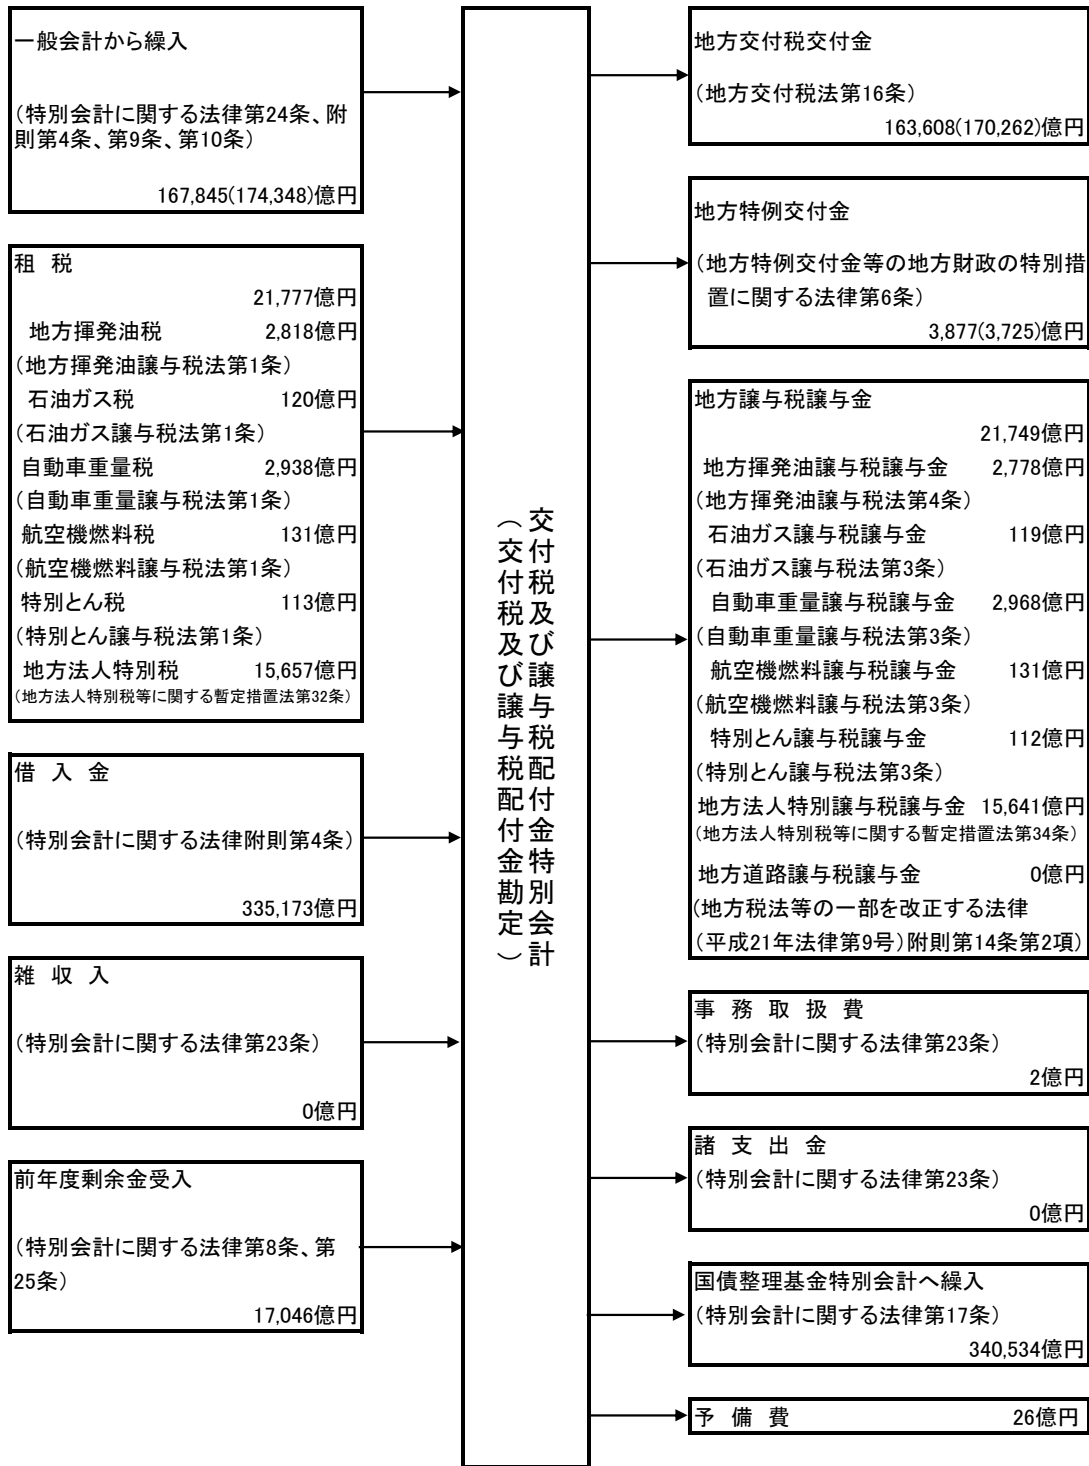 一般会計から繰入
(特別会計に関する法律第24条、附
則第4条、第9条、第10条)
167,845(174,348)億円
租 税
21,777億円
地方揮発油税 2,818億円
(地方揮発油譲与税法第1条)
石油ガス税 120億円
(石油ガス譲与税法第1条)
自動車重量税 2,938億円
(自動車重量譲与税法第1条)
航空機燃料税 131億円
(航空機燃料譲与税法第1条)
特別とん税 113億円
(特別とん譲与税法第1条)
地方法人特別税 15,657億円
(地方法人特別税等に関する暫定措置法第32条)
借 入 金
(特別会計に関する法律附則第4条)
335,173億円
雑 収 入
(特別会計に関する法律第23条)
0億円
前年度剰余金受入
(特別会計に関する法律第8条、第
25条)
17,046億円
交付税及び譲与税配付金特別会計
(交付税及び譲与税配付金勘定)
地方交付税交付金
(地方交付税法第16条)
163,608(170,262)億円
地方特例交付金
(地方特例交付金等の地方財政の特別措
置に関する法律第6条)
3,877(3,725)億円
地方譲与税譲与金
21,749億円
地方揮発油譲与税譲与金 2,778億円
(地方揮発油譲与税法第4条)
石油ガス譲与税譲与金 119億円
(石油ガス譲与税法第3条)
自動車重量譲与税譲与金 2,968億円
(自動車重量譲与税法第3条)
航空機燃料譲与税譲与金 131億円
(航空機燃料譲与税法第3条)
特別とん譲与税譲与金 112億円
(特別とん譲与税法第3条)
地方法人特別譲与税譲与金 15,641億円
(地方法人特別税等に関する暫定措置法第34条)
地方道路譲与税譲与金 0億円
(地方税法等の一部を改正する法律
(平成21年法律第9号)附則第14条第2項)
事 務 取 扱 費
(特別会計に関する法律第23条)
2億円
諸 支 出 金
(特別会計に関する法律第23条)
0億円
国債整理基金特別会計へ繰入
(特別会計に関する法律第17条)
340,534億円
予 備 費 26億円